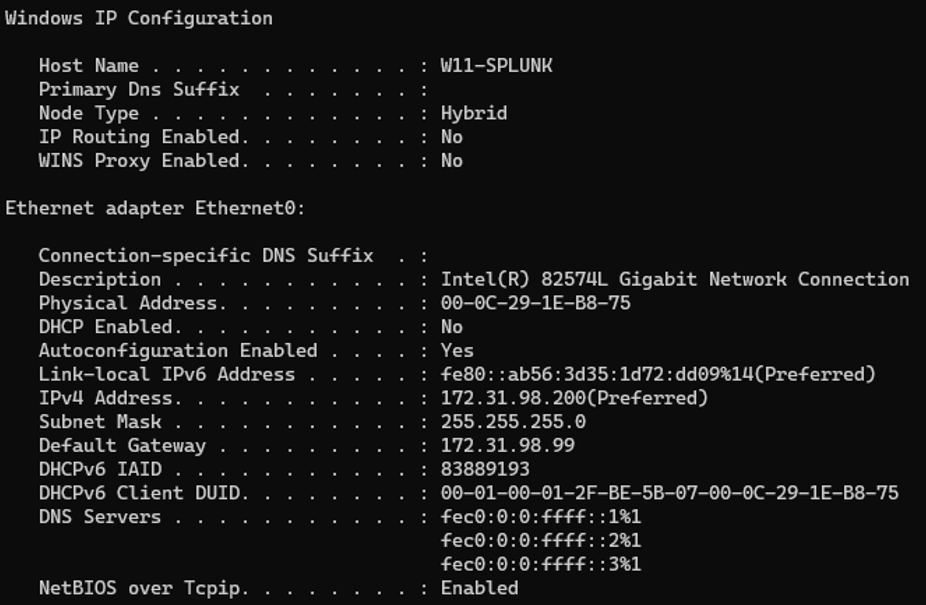 Windows IP Configuration
Host Name . . . . . . . . . . . . : W11-SPLUNK
Primary Dns Suffix  . . . . . . . :
Node Type . . . . . . . . . . . . : Hybrid
IP Routing Enabled. . . . . . . . : No
WINS Proxy Enabled. . . . . . . . : No
Ethernet adapter Ethernet0:
Connection-specific DNS Suffix  . :
Description . . . . . . . . . . . : Intel(R) 82574L Gigabit Network Connection
Physical Address. . . . . . . . . : 00-0C-29-1E-B8-75
DHCP Enabled. . . . . . . . . . . : No
Autoconfiguration Enabled . . . . : Yes
Link-local IPv6 Address . . . . . : fe80::ab56:3d35:1d72:dd09%14(Preferred)
IPv4 Address. . . . . . . . . . . : 172.31.98.200(Preferred)
Subnet Mask . . . . . . . . . . . : 255.255.255.0
Default Gateway . . . . . . . . . : 172.31.98.99
DHCPv6 IAID . . . . . . . . . . . : 83889193
DHCPv6 Client DUID. . . . . . . . : 00-01-00-01-2F-BE-5B-07-00-0C-29-1E-B8-75
DNS Servers . . . . . . . . . . . : fec0:0:0:ffff::1%1
fec0:0:0:ffff::2%1
fec0:0:0:ffff::3%1
NetBIOS over Tcpip. . . . . . . . : Enabled